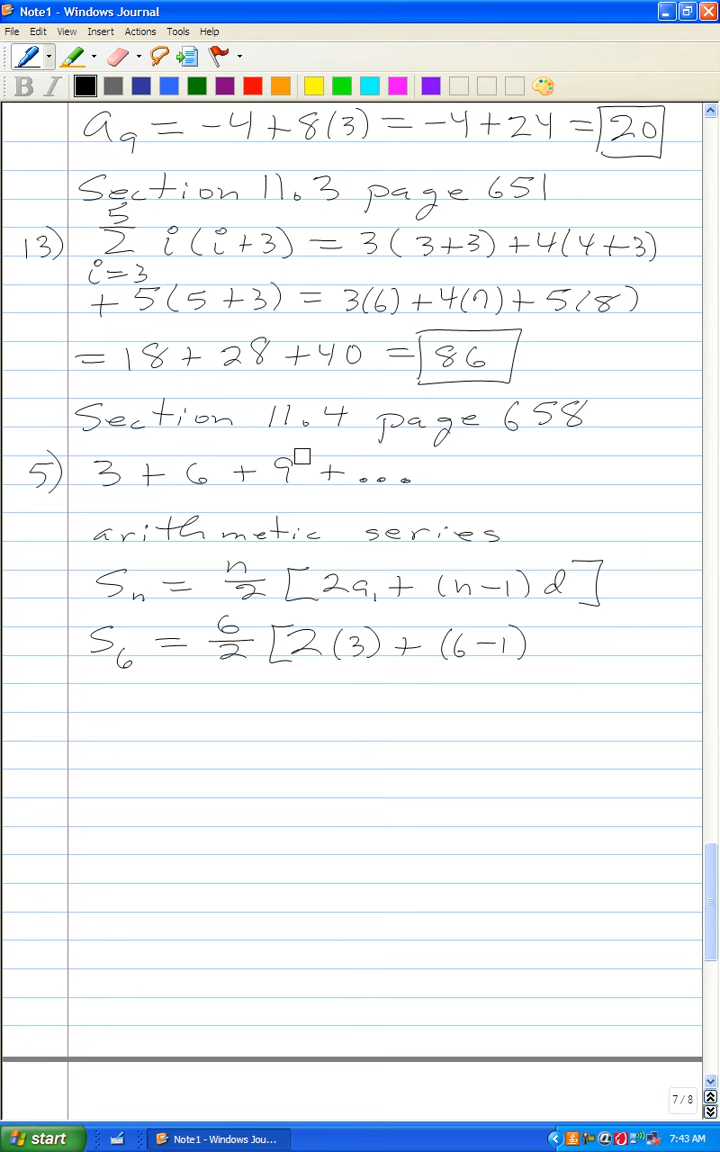 Note1 - Windows Journal
File Edit View Insert Actions Tools Help
B I
a₉ = -4 + 8(3) = -4 + 24 = 20
Section 11.3 page 651
5
13) Σ i(i+3) = 3(3+3) + 4(4+3)
i=3
+ 5(5+3) = 3(6) + 4(7) + 5(8)
= 18 + 28 + 40 = 86
Section 11.4 page 658
5) 3 + 6 + 9 + ...
arithmetic series
Sₙ = n/2 [2a₁ + (n-1)d]
S₆ = 6/2 [2(3) + (6-1)
7 / 8
start Note1 - Windows Jou... 7:43 AM